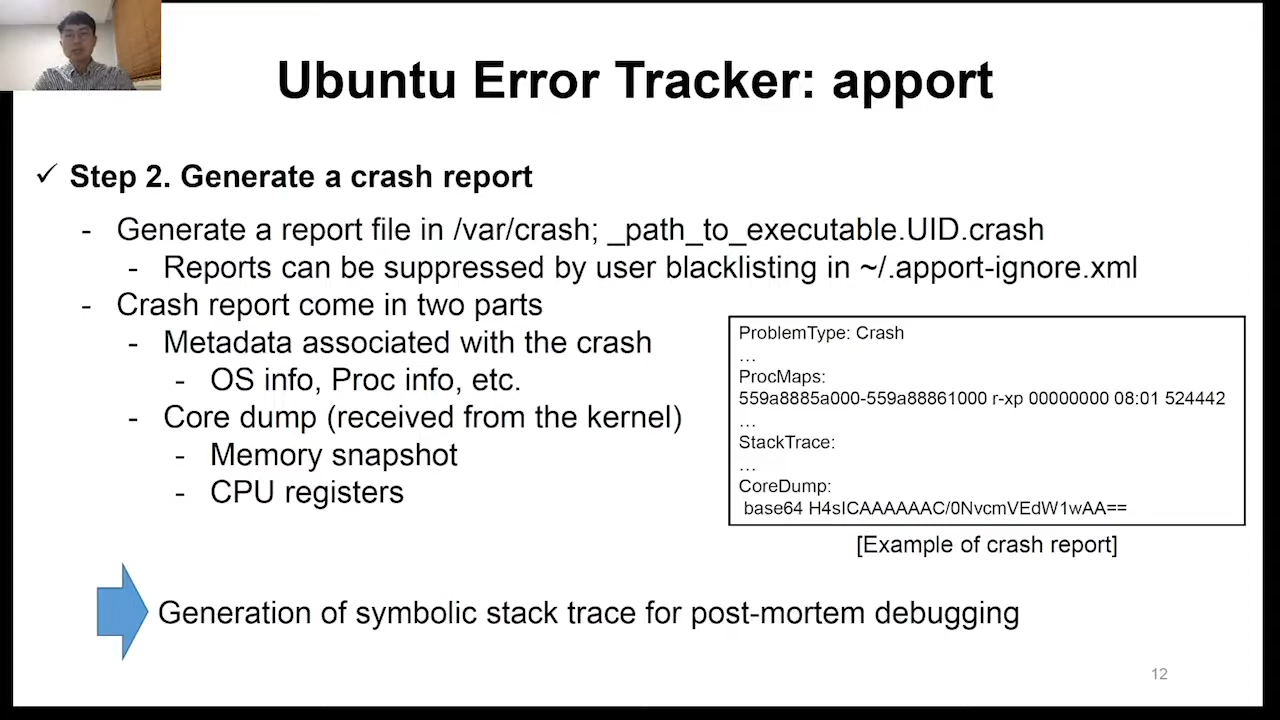 Ubuntu Error Tracker: apport
✓ Step 2. Generate a crash report
- Generate a report file in /var/crash; _path_to_executable.UID.crash
- Reports can be suppressed by user blacklisting in ~/.apport-ignore.xml
- Crash report come in two parts
- Metadata associated with the crash
- OS info, Proc info, etc.
- Core dump (received from the kernel)
- Memory snapshot
- CPU registers
ProblemType: Crash
…
ProcMaps:
559a8885a000-559a88861000 r-xp 00000000 08:01 524442
…
StackTrace:
…
CoreDump:
base64 H4sICAAAAAAC/0NvcmVEdW1wAA==
[Example of crash report]
Generation of symbolic stack trace for post-mortem debugging
12